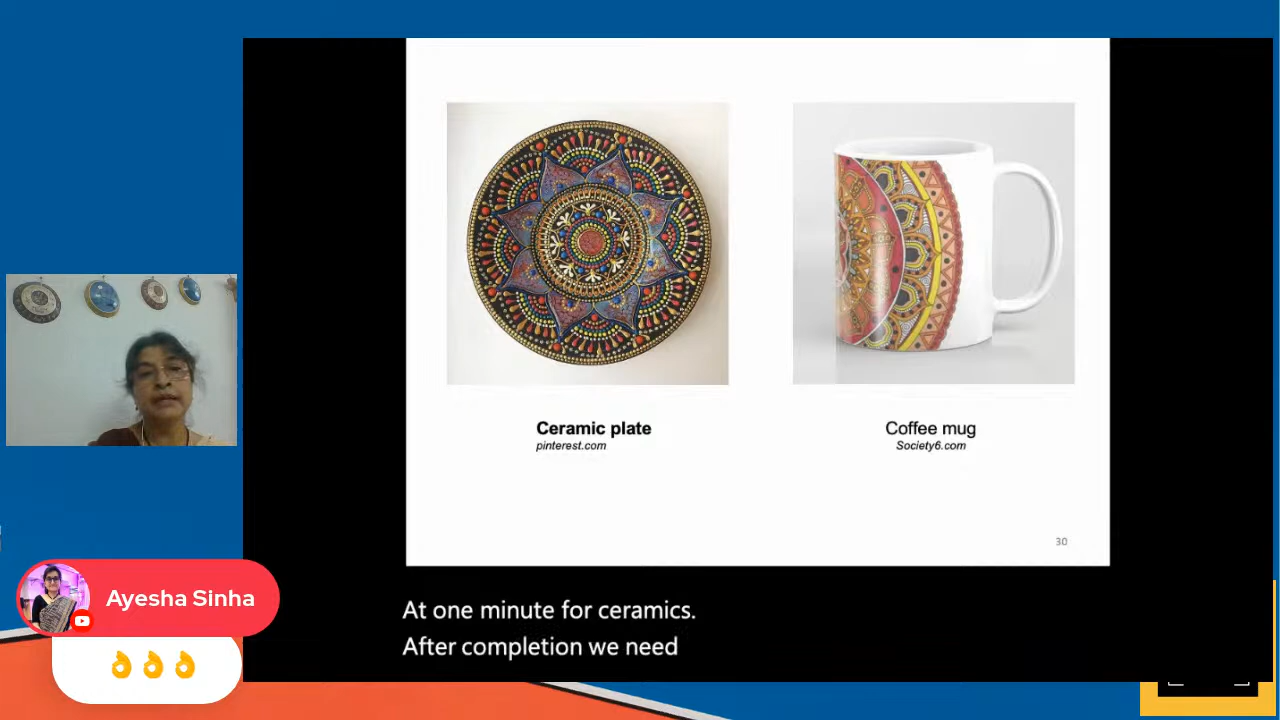 Ceramic plate
pinterest.com
Coffee mug
Society6.com
30
At one minute for ceramics.
After completion we need
Ayesha Sinha